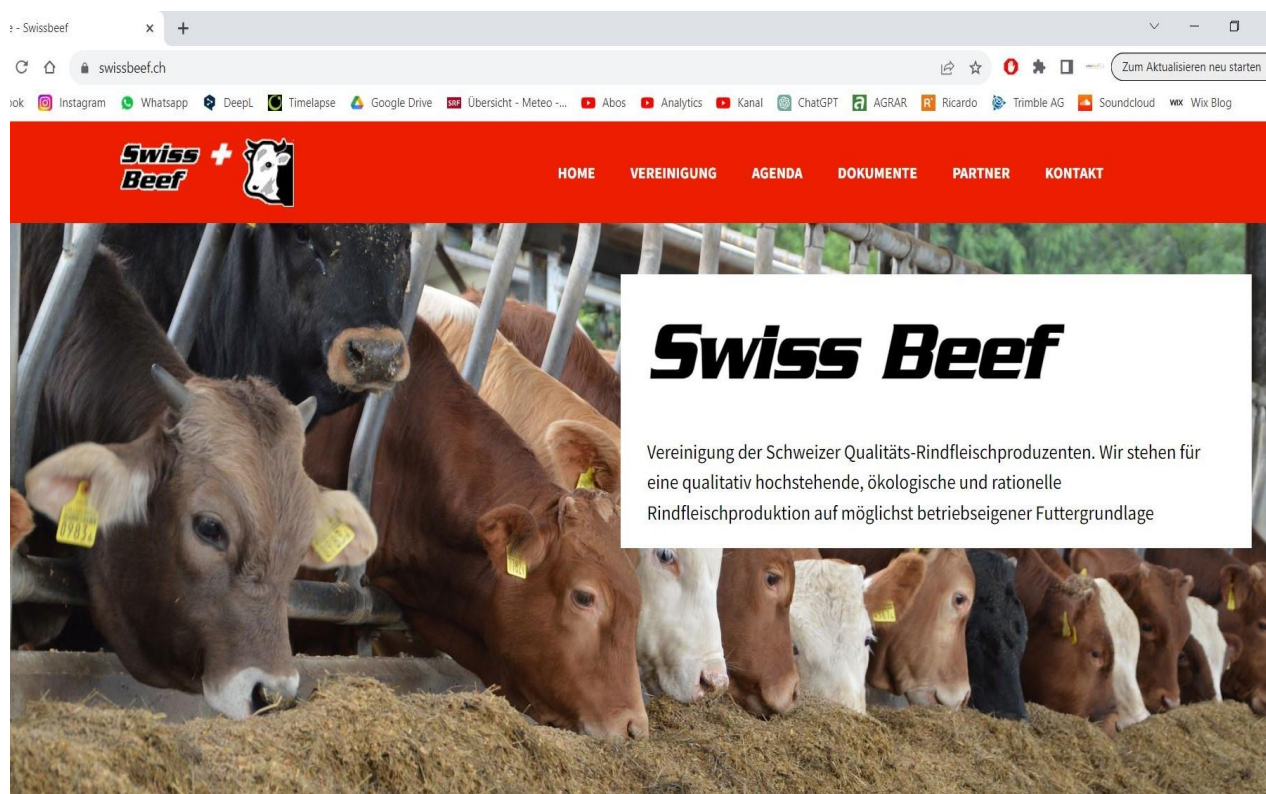 e - Swissbeef
swissbeef.ch
Zum Aktualisieren neu starten
ook Instagram Whatsapp DeepL Timelapse Google Drive SRF Übersicht - Meteo -... Abos Analytics Kanal ChatGPT AGRAR Ricardo Trimble AG Soundcloud WIX Wix Blog
Swiss
Beef
HOME VEREINIGUNG AGENDA DOKUMENTE PARTNER KONTAKT
Swiss Beef
Vereinigung der Schweizer Qualitäts-Rindfleischproduzenten. Wir stehen für
eine qualitativ hochstehende, ökologische und rationelle
Rindfleischproduktion auf möglichst betriebseigener Futtergrundlage